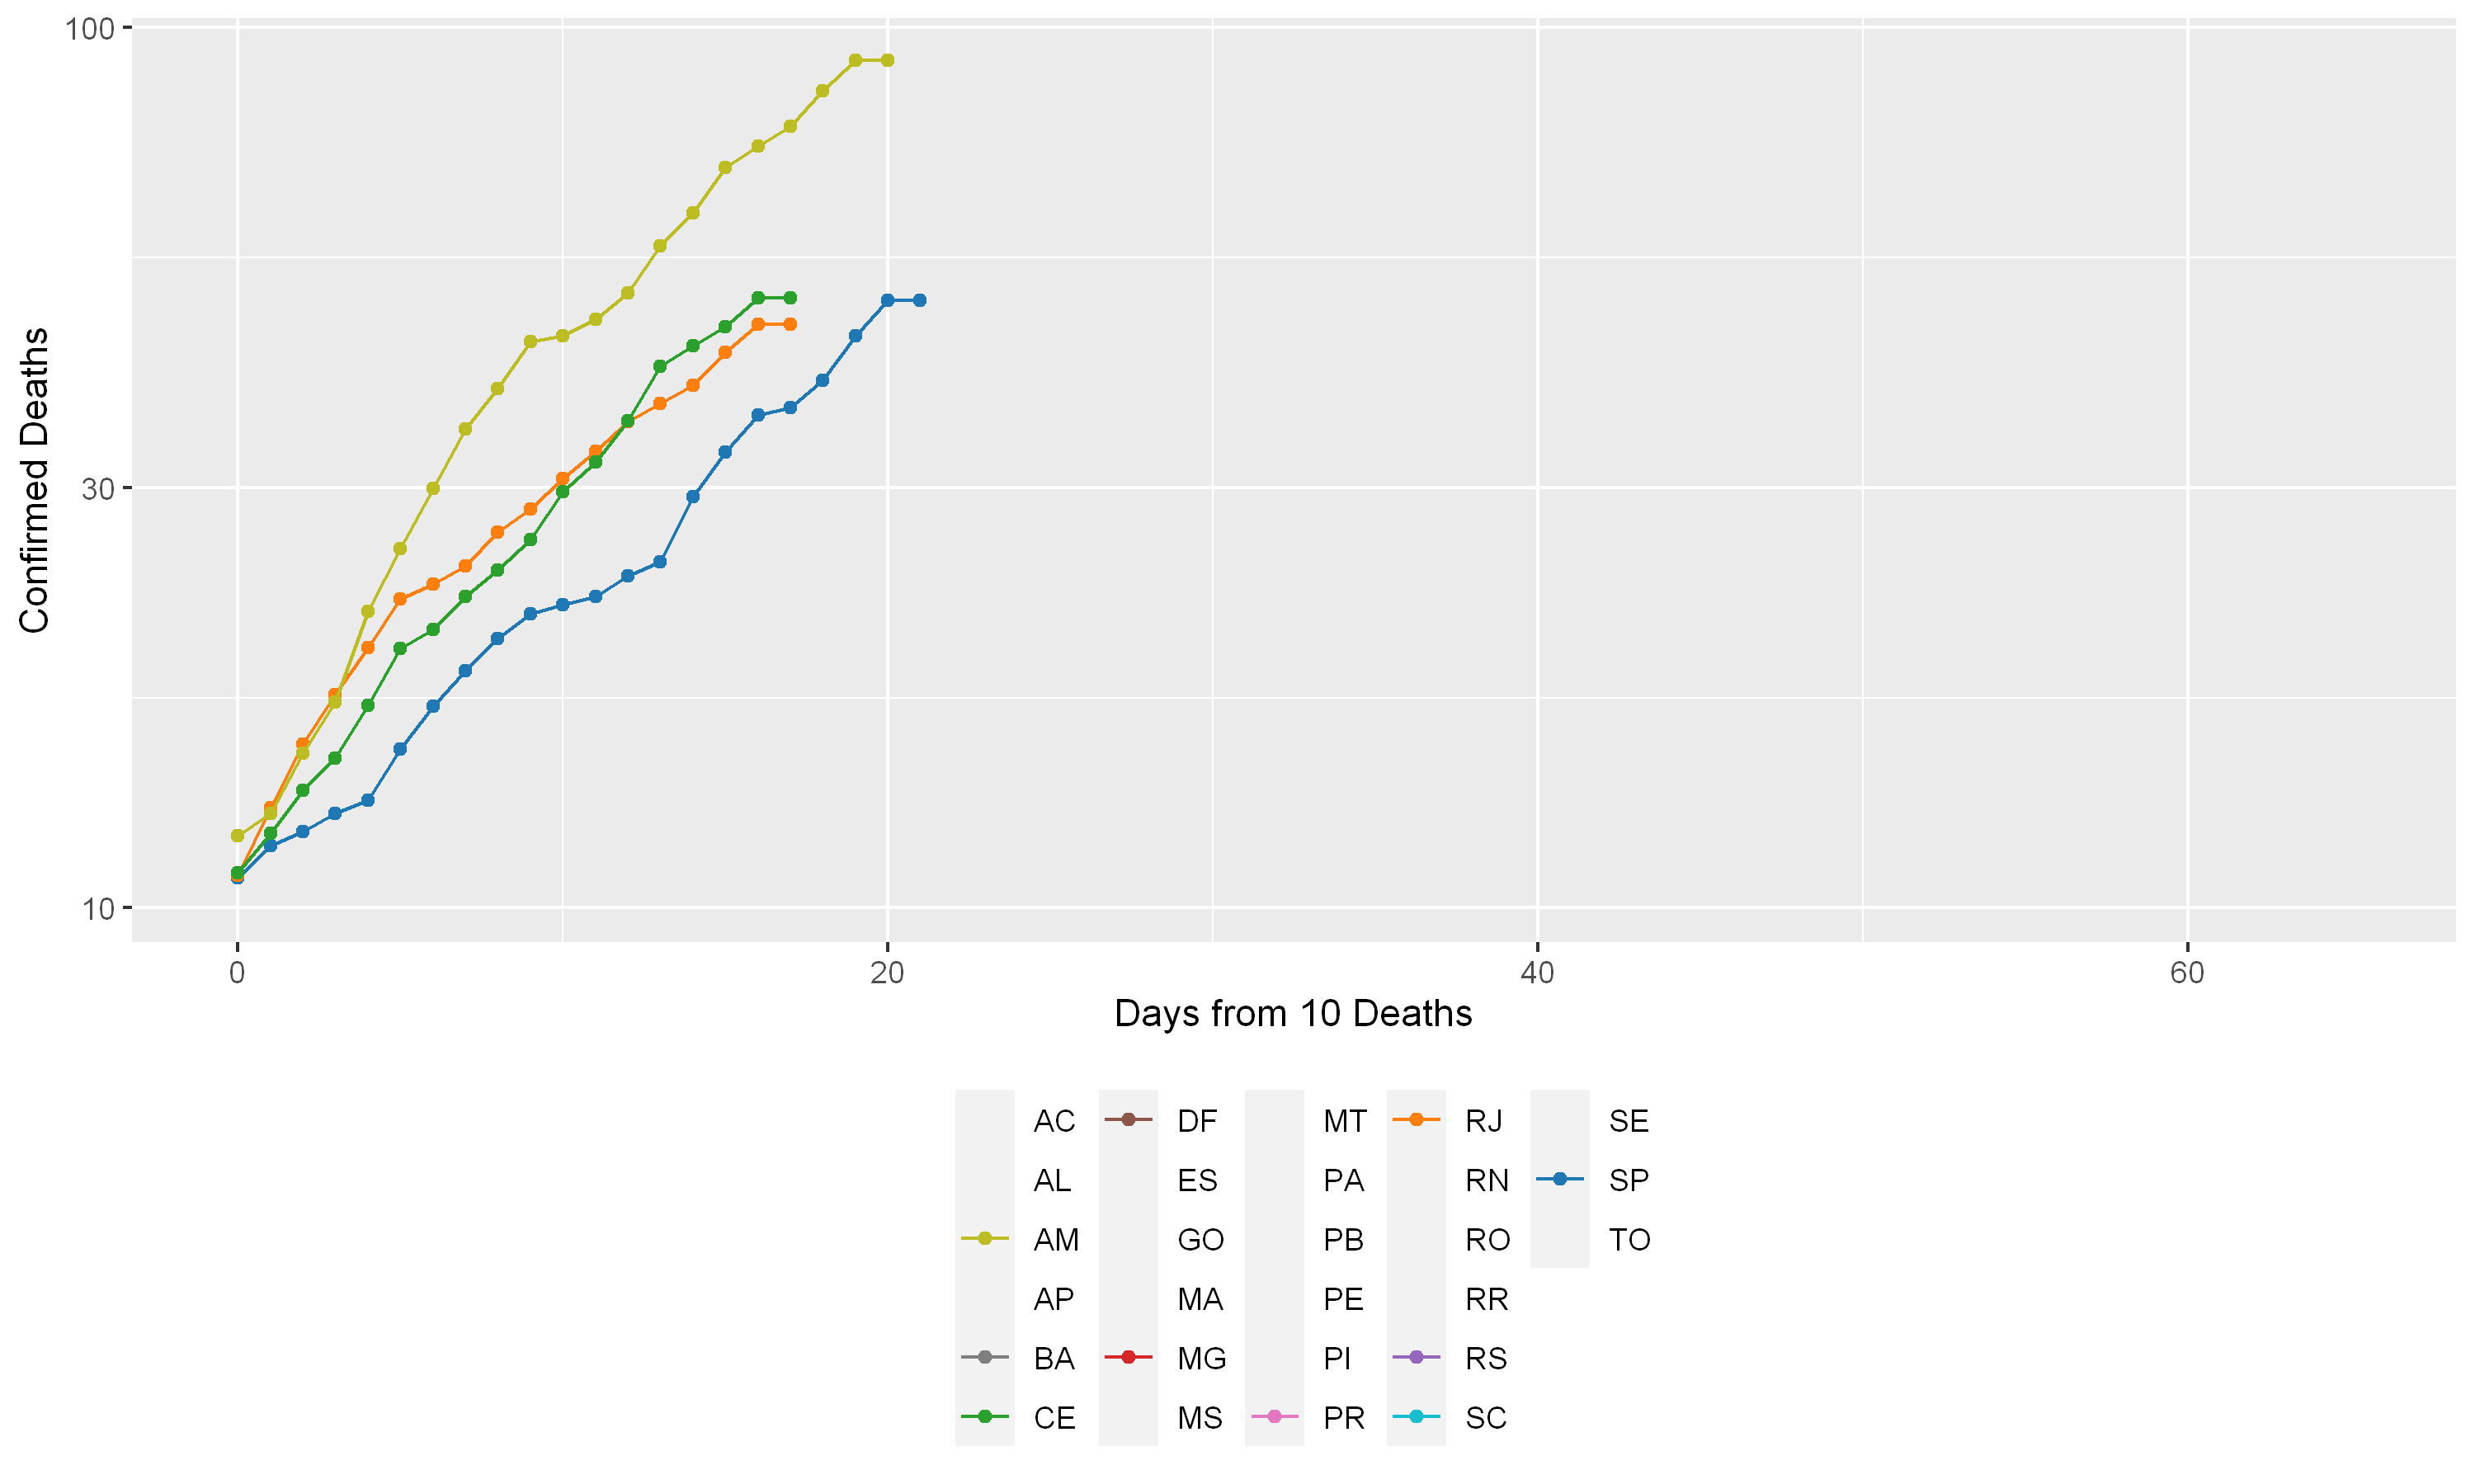 100
30
10
Confirmed Deaths
0 20 40 60
Days from 10 Deaths
AC DF MT RJ SE
AL ES PA RN SP
AM GO PB RO TO
AP MA PE RR
BA MG PI RS
CE MS PR SC